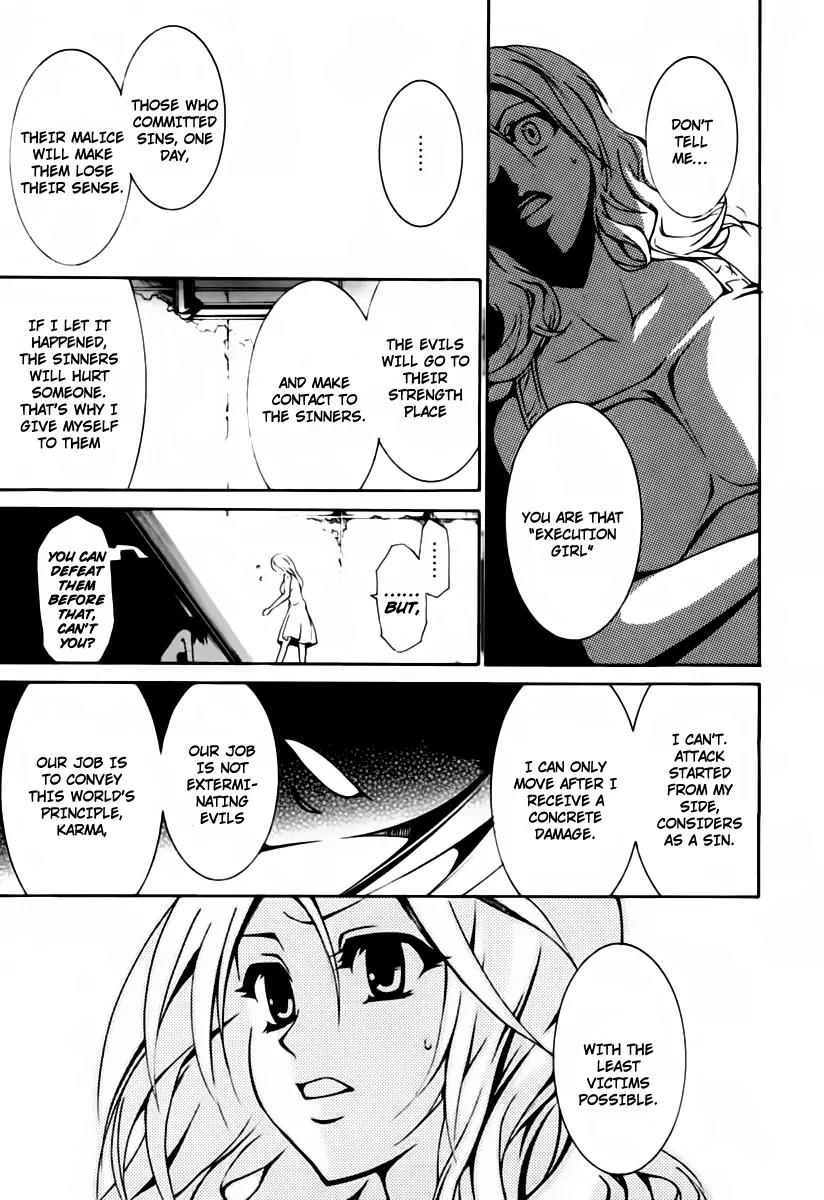 DON'T
TELL
ME...
YOU ARE THAT
"EXECUTION
GIRL"
......
THOSE WHO
COMMITTED
SINS, ONE
DAY,
THEIR MALICE
WILL MAKE
THEM LOSE
THEIR SENSE.
THE EVILS
WILL GO TO
THEIR
STRENGTH
PLACE
AND MAKE
CONTACT TO
THE SINNERS.
IF I LET IT
HAPPENED,
THE SINNERS
WILL HURT
SOMEONE.
THAT'S WHY I
GIVE MYSELF
TO THEM
....
......
BUT,
YOU CAN
DEFEAT
THEM
BEFORE
THAT,
CAN'T
YOU?
I CAN'T.
ATTACK
STARTED
FROM MY
SIDE,
CONSIDERS
AS A SIN.
I CAN ONLY
MOVE AFTER I
RECEIVE A
CONCRETE
DAMAGE.
OUR JOB
IS NOT
EXTERMI-
NATING
EVILS
OUR JOB IS
TO CONVEY
THIS WORLD'S
PRINCIPLE,
KARMA,
WITH THE
LEAST
VICTIMS
POSSIBLE.